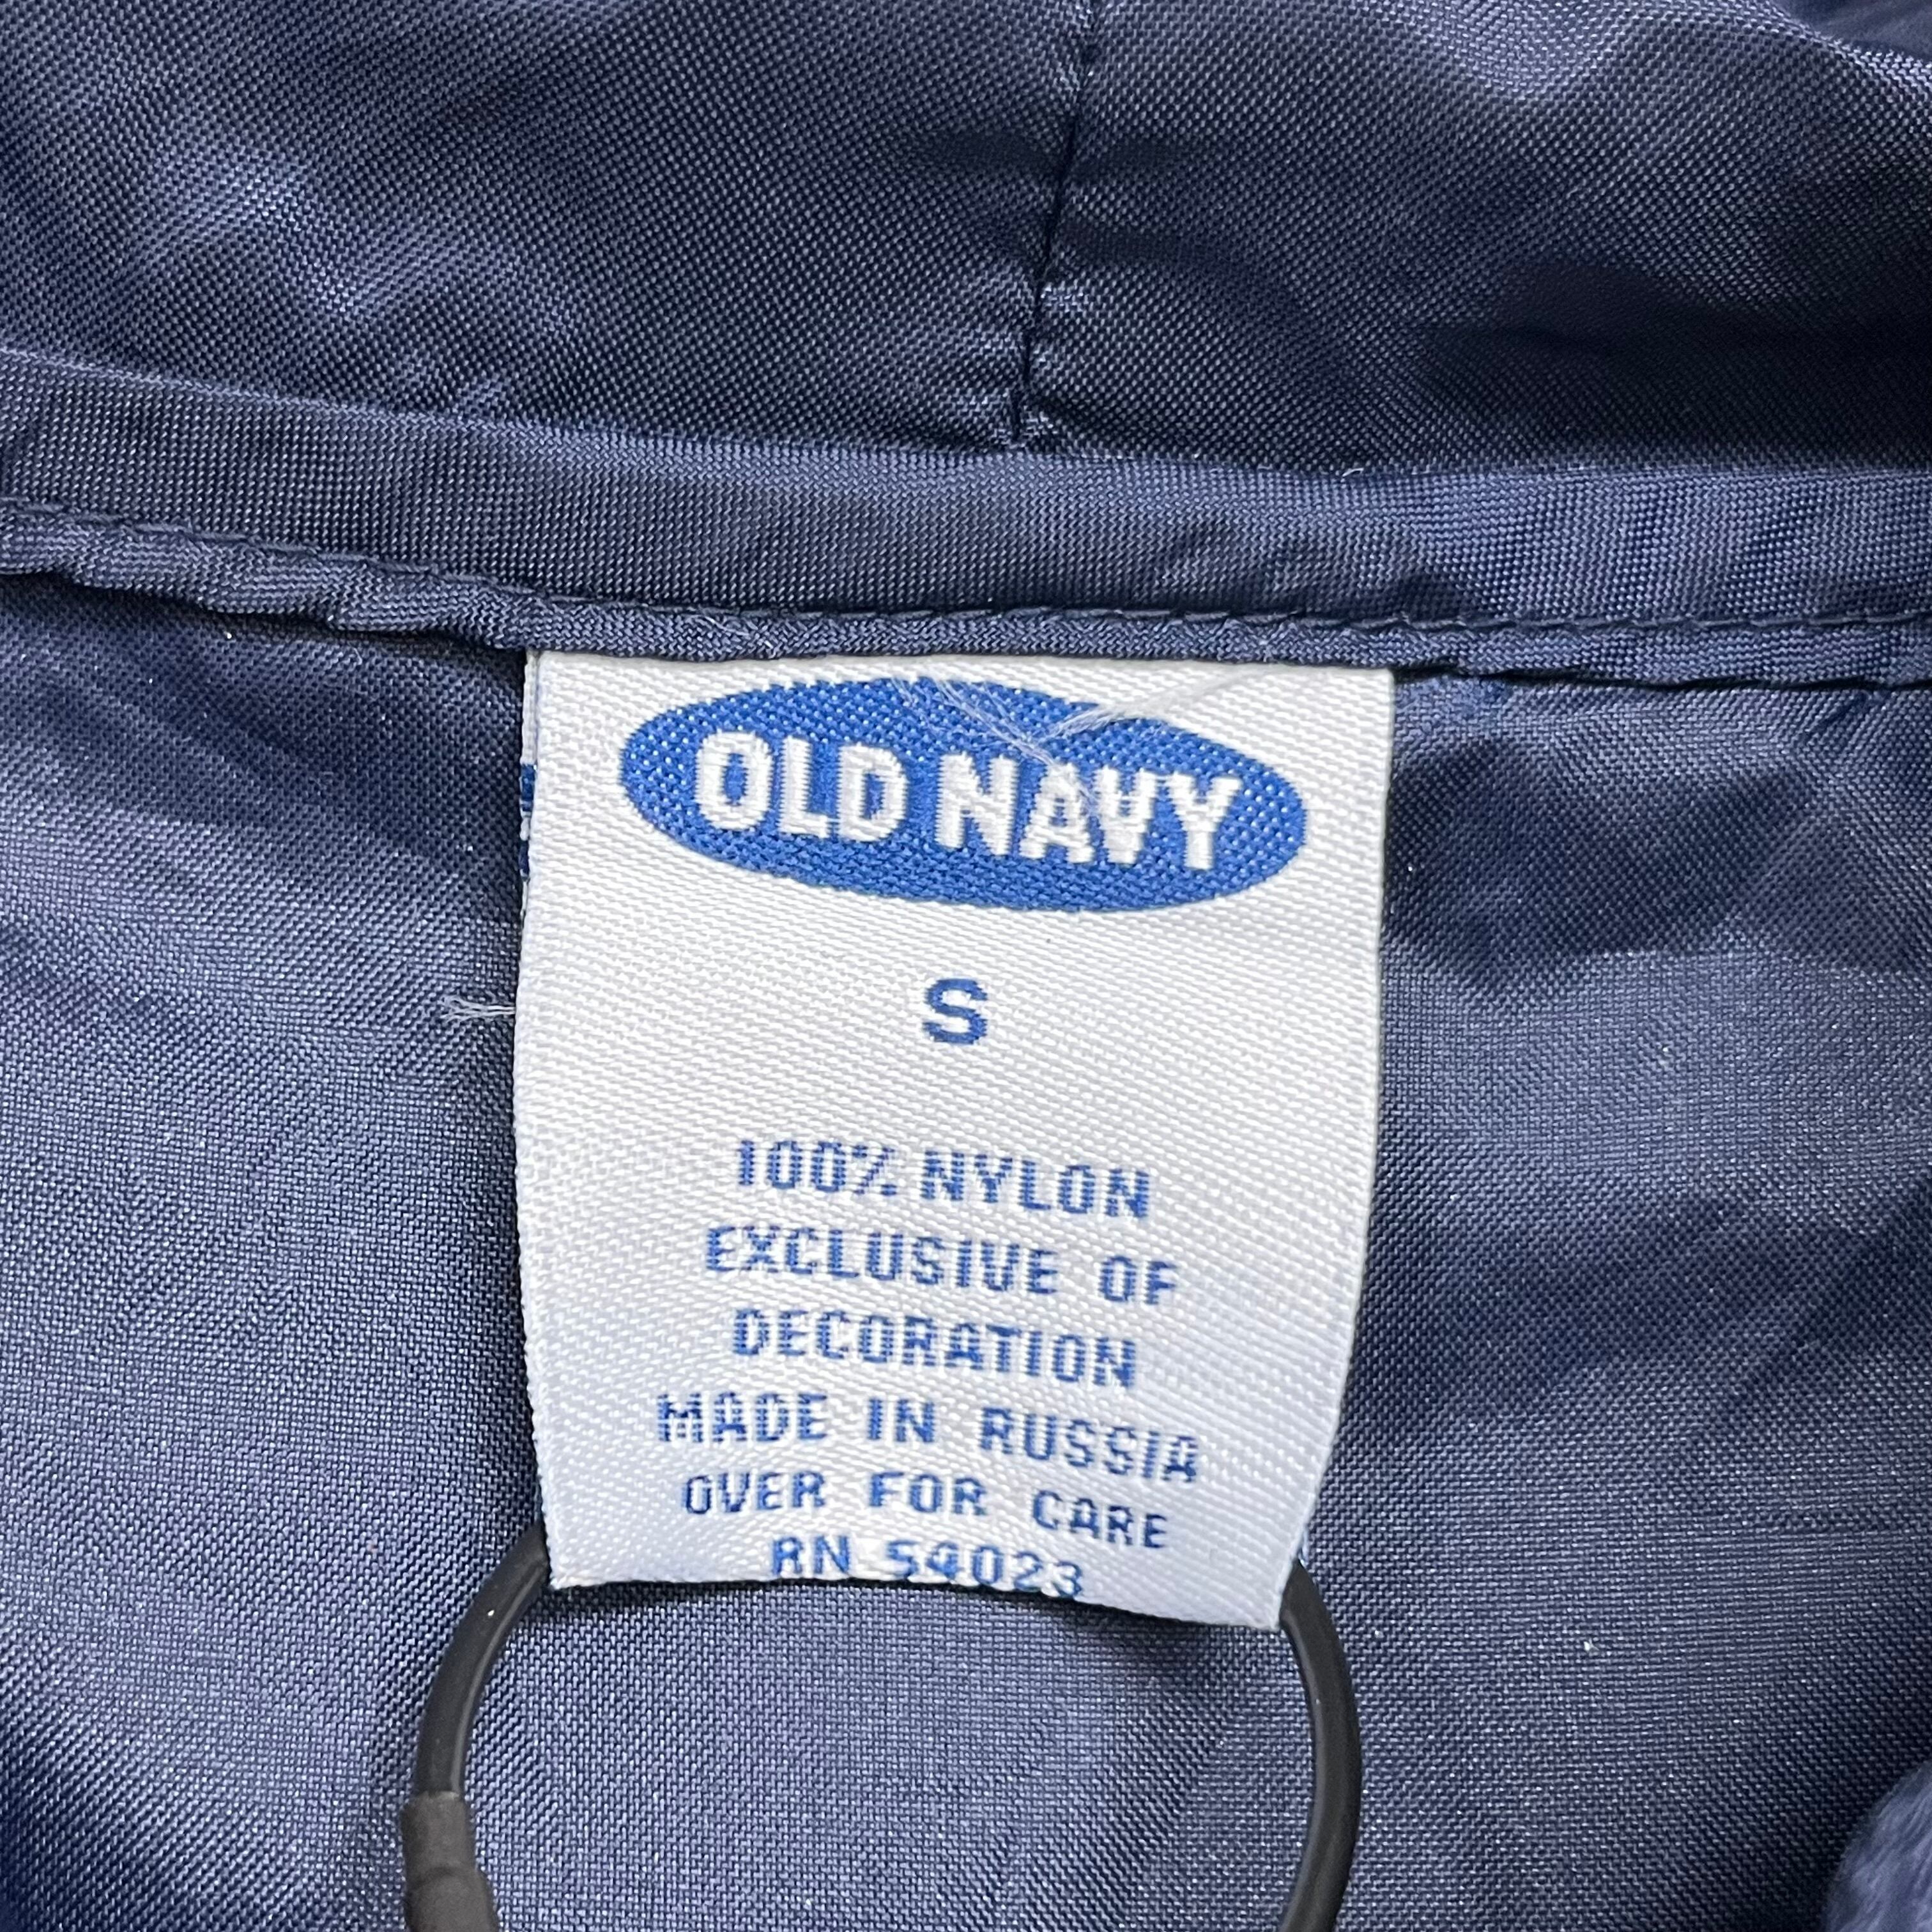 OLD NAVY
S
100% NYLON
EXCLUSIVE OF
DECORATION
MADE IN RUSSIA
OVER FOR CARE
RN 54023